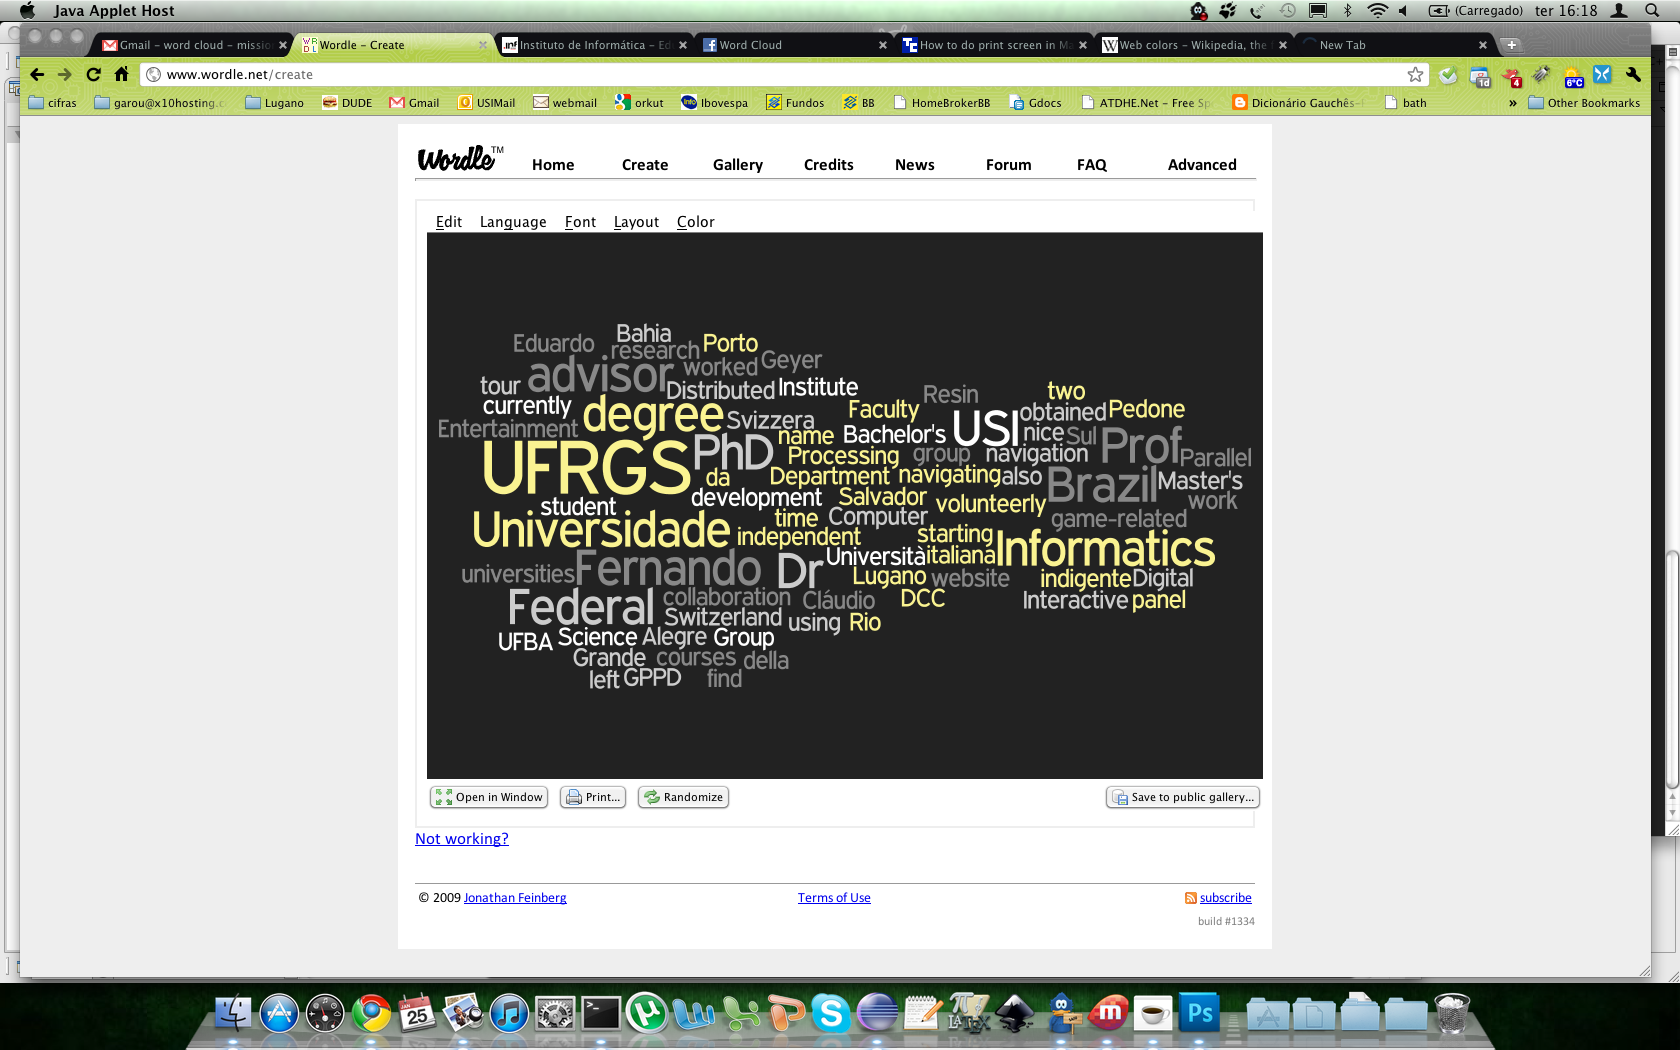 Java Applet Host (Carregado) ter 16:18
Gmail – word cloud – missio Wordle – Create Instituto de Informática – Ed Word Cloud How to do print screen in Ma Web colors – Wikipedia, the New Tab
www.wordle.net/create
cifras garou@x10hosting.c Lugano DUDE Gmail USIMail webmail orkut Ibovespa Fundos BB HomeBrokerBB Gdocs ATDHE.Net – Free Sp Dicionário Gauchês- bath » Other Bookmarks
Wordle™ Home Create Gallery Credits News Forum FAQ Advanced
Edit Language Font Layout Color
Bahia
Eduardo research Porto
advisor worked Geyer
tour Distributed Institute Resin two
currently degree Svizzera Faculty USI obtained Pedone
Entertainment name Bachelor's nice Sul Prof
UFRGS PhD Processing group navigation Parallel
da Department navigating also Brazil Master's
student development Salvador volunteerly work
Universidade time Computer game-related
independent starting Informatics
universities Fernando Dr Università italiana
Lugano website indigente Digital
Federal collaboration Cláudio DCC Interactive panel
Switzerland using Rio
UFBA Science Alegre Group
Grande courses della
left GPPD find
Open in Window Print... Randomize Save to public gallery...
Not working?
© 2009 Jonathan Feinberg Terms of Use subscribe
build #1334
JAN
25
Ps